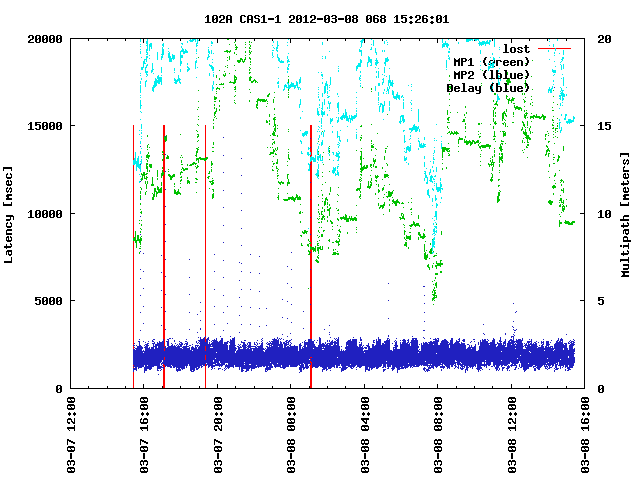 102A CAS1-1 2012-03-08 068 15:26:01
20000
15000
10000
5000
0
20
15
10
5
0
lost
MP1 (green)
MP2 (lblue)
Delay (blue)
Latency [msec]
Multipath [meters]
03-07 12:00
03-07 16:00
03-07 20:00
03-08 00:00
03-08 04:00
03-08 08:00
03-08 12:00
03-08 16:00